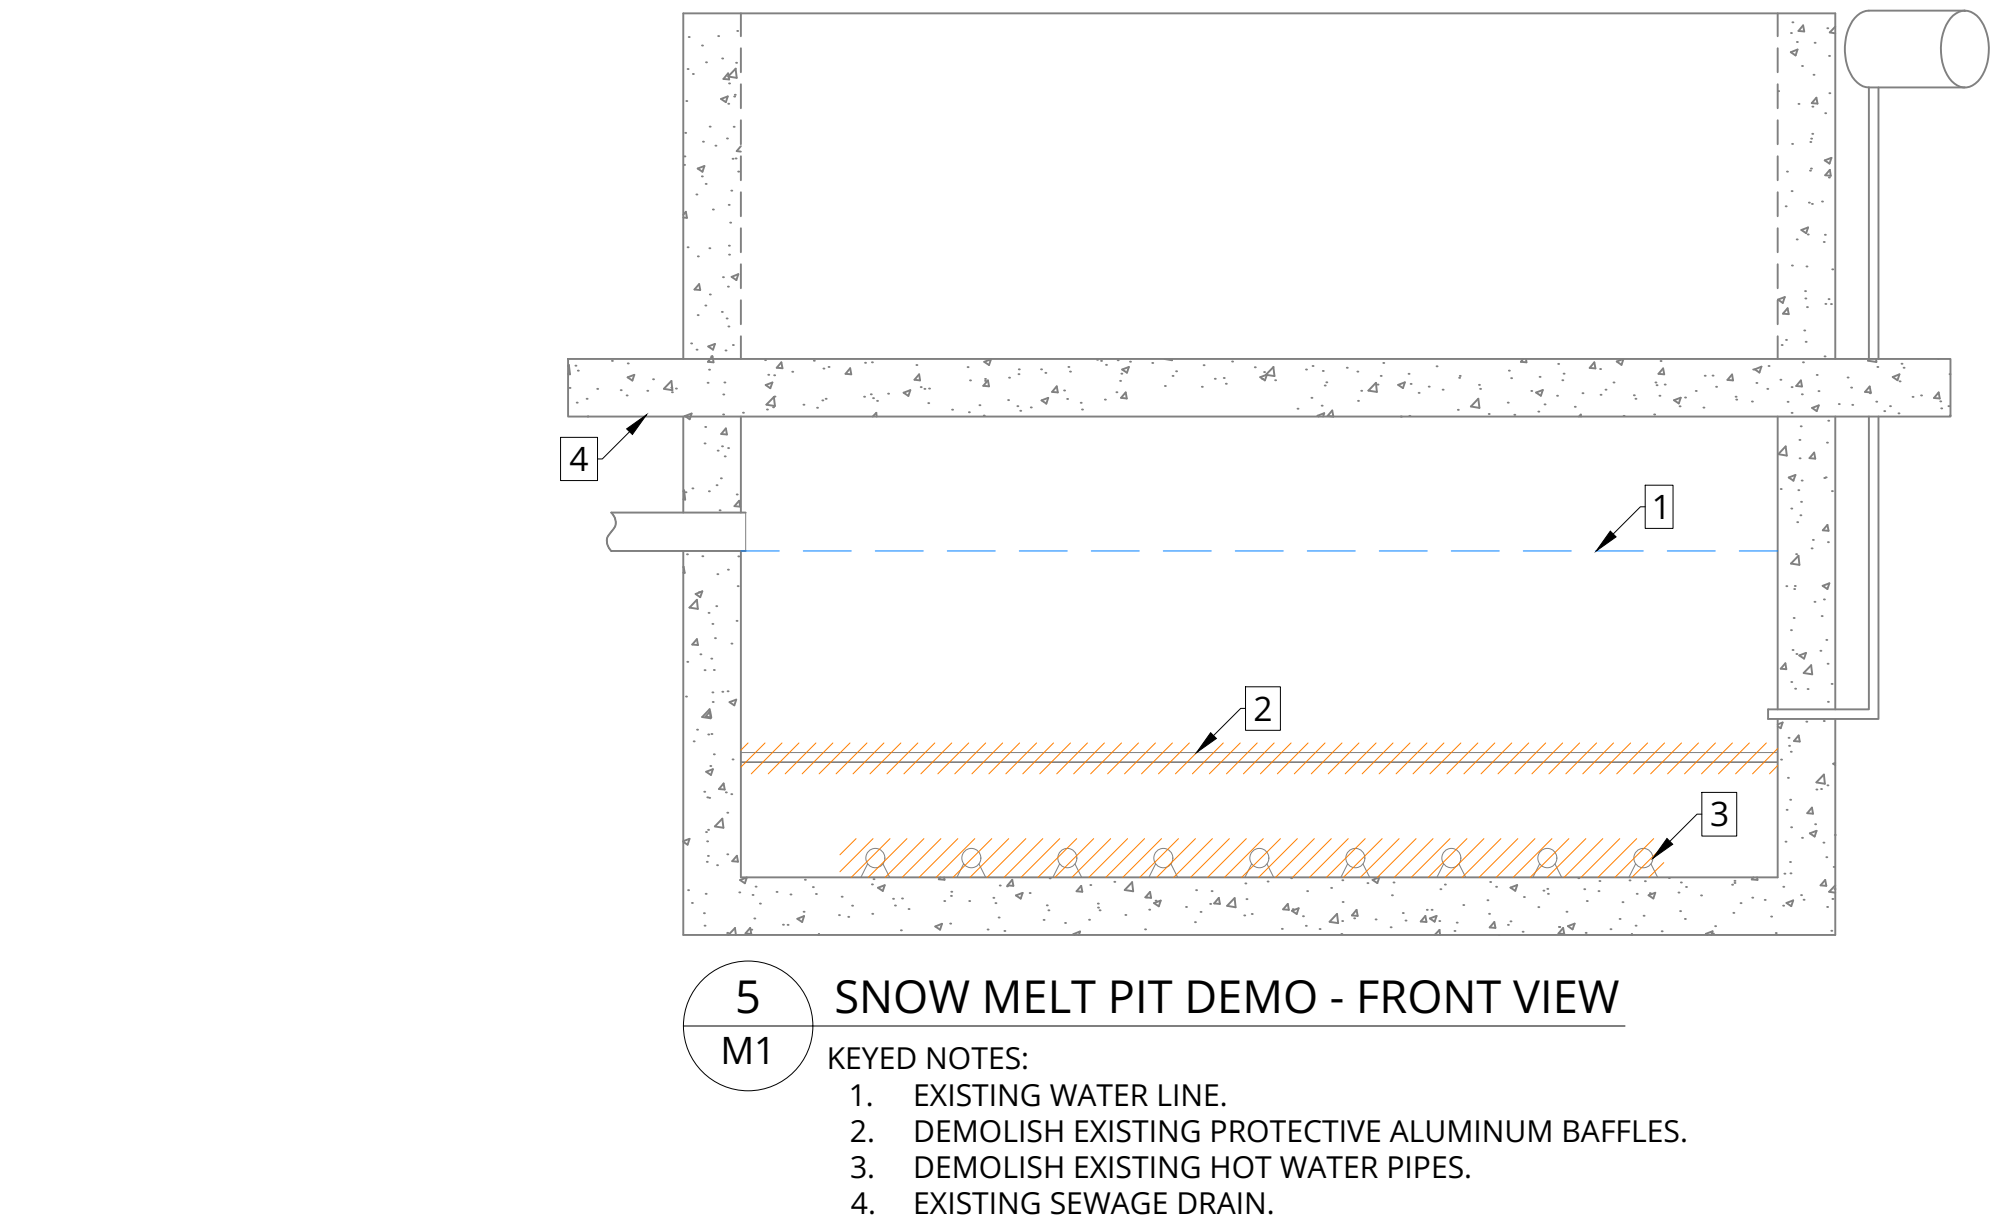 4
1
2
3
5
M1
SNOW MELT PIT DEMO - FRONT VIEW
KEYED NOTES:
1. EXISTING WATER LINE.
2. DEMOLISH EXISTING PROTECTIVE ALUMINUM BAFFLES.
3. DEMOLISH EXISTING HOT WATER PIPES.
4. EXISTING SEWAGE DRAIN.